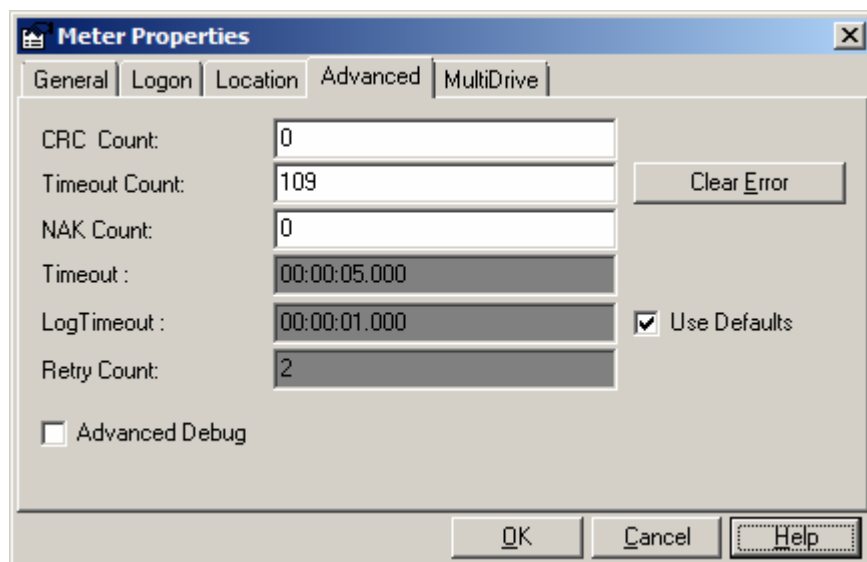 Meter Properties
General Logon Location Advanced MultiDrive
CRC Count: 0
Timeout Count: 109 Clear Error
NAK Count: 0
Timeout : 00:00:05.000
LogTimeout : 00:00:01.000 Use Defaults
Retry Count: 2
Advanced Debug
OK Cancel Help